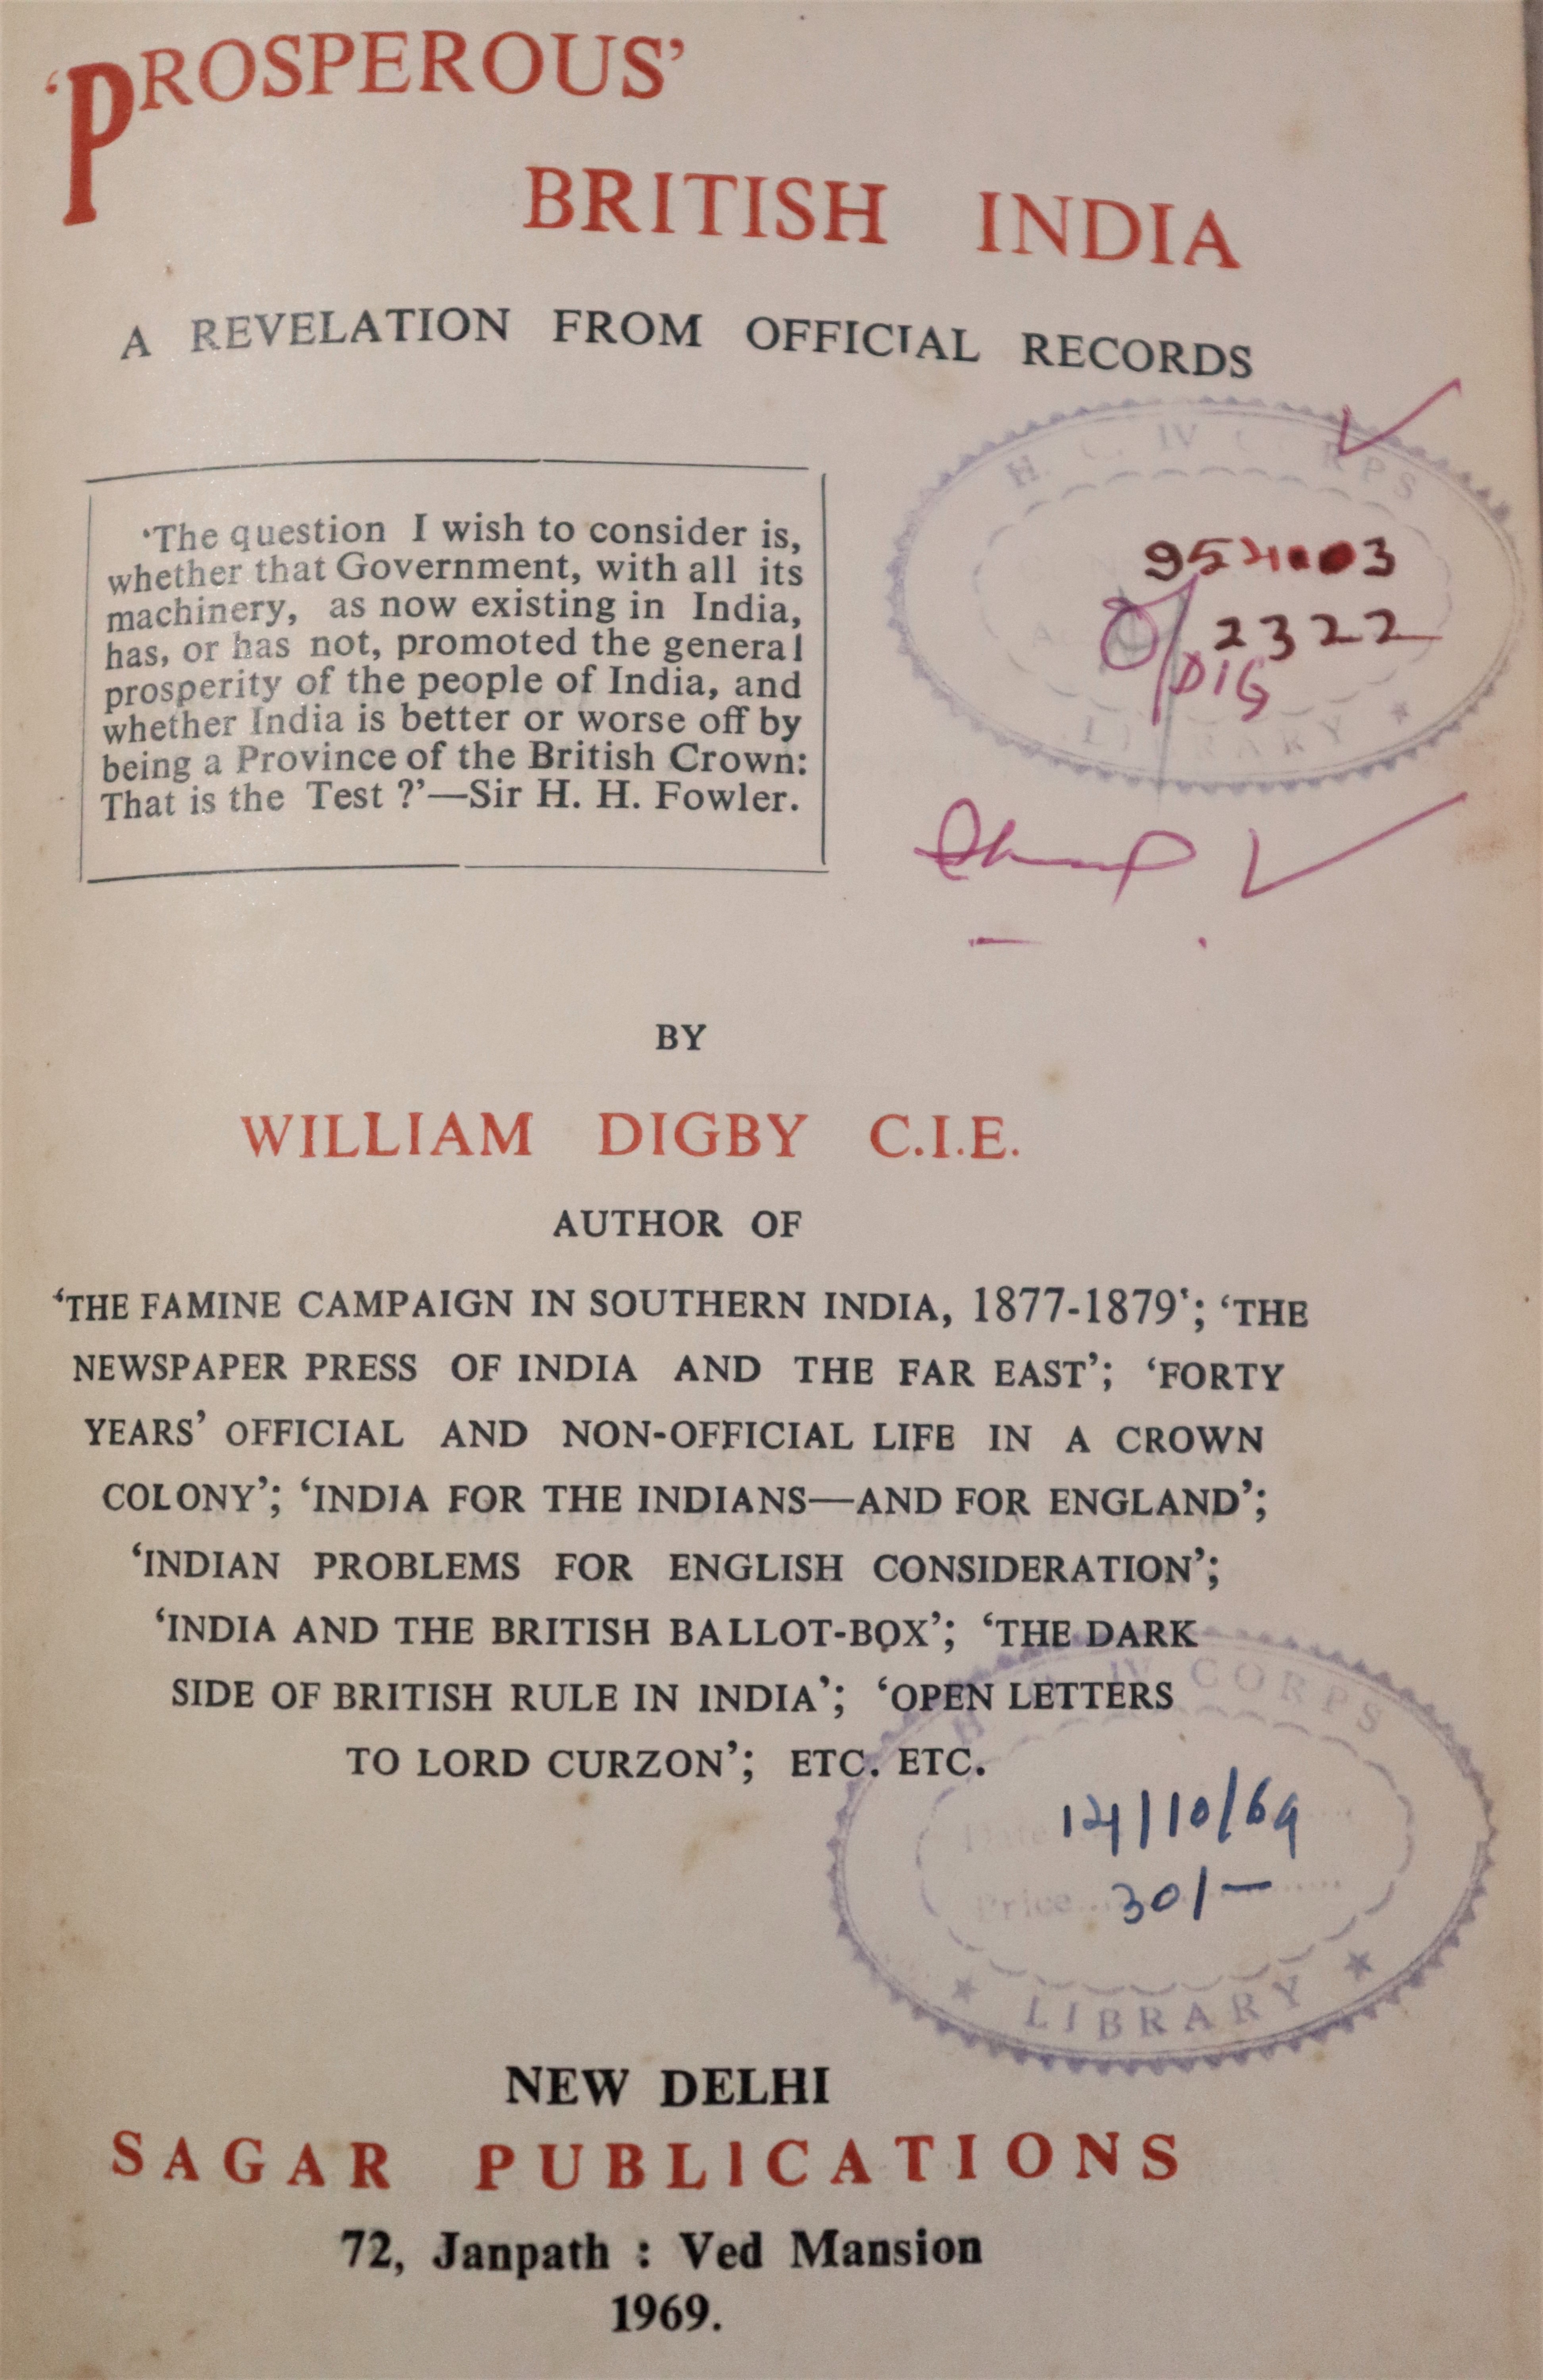 ‘PROSPEROUS’
BRITISH INDIA
A REVELATION FROM OFFICIAL RECORDS
‘The question I wish to consider is,
whether that Government, with all its
machinery, as now existing in India,
has, or has not, promoted the general
prosperity of the people of India, and
whether India is better or worse off by
being a Province of the British Crown:
That is the Test ?’—Sir H. H. Fowler.
IV CORPS
2322
DIG
LIBRARY
BY
WILLIAM DIGBY C.I.E.
AUTHOR OF
‘THE FAMINE CAMPAIGN IN SOUTHERN INDIA, 1877-1879’; ‘THE
NEWSPAPER PRESS OF INDIA AND THE FAR EAST’; ‘FORTY
YEARS’ OFFICIAL AND NON-OFFICIAL LIFE IN A CROWN
COLONY’; ‘INDIA FOR THE INDIANS—AND FOR ENGLAND’;
‘INDIAN PROBLEMS FOR ENGLISH CONSIDERATION’;
‘INDIA AND THE BRITISH BALLOT-BOX’; ‘THE DARK
SIDE OF BRITISH RULE IN INDIA’; ‘OPEN LETTERS
TO LORD CURZON’; ETC. ETC.
IV CORPS
Date 14/10/69
Price 30/-
LIBRARY
NEW DELHI
SAGAR PUBLICATIONS
72, Janpath : Ved Mansion
1969.